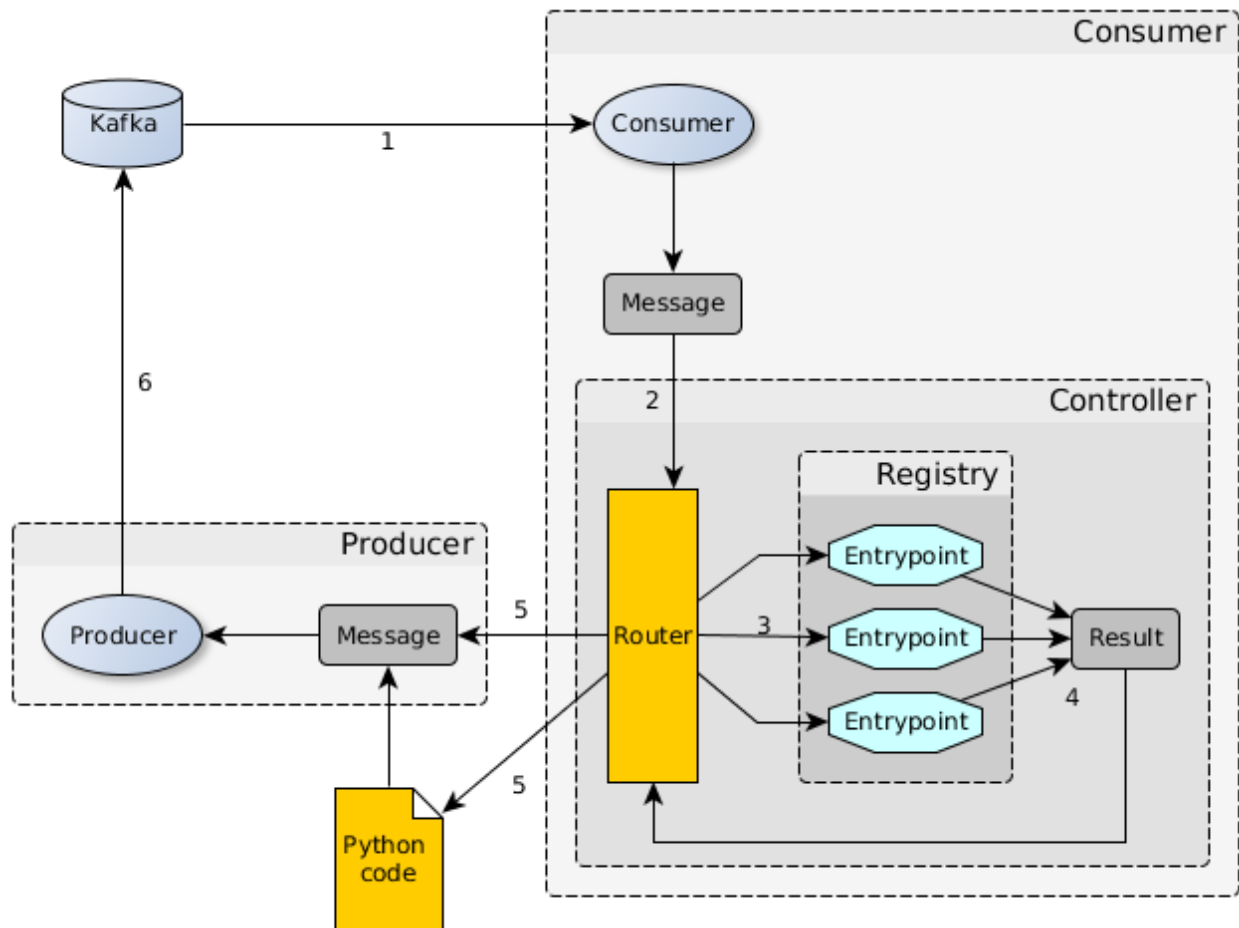 Consumer
Kafka
1
Consumer
Message
6
2
Controller
Registry
Producer
Entrypoint
Producer
Message
5
Router
3
Entrypoint
Result
4
Entrypoint
5
Python
code